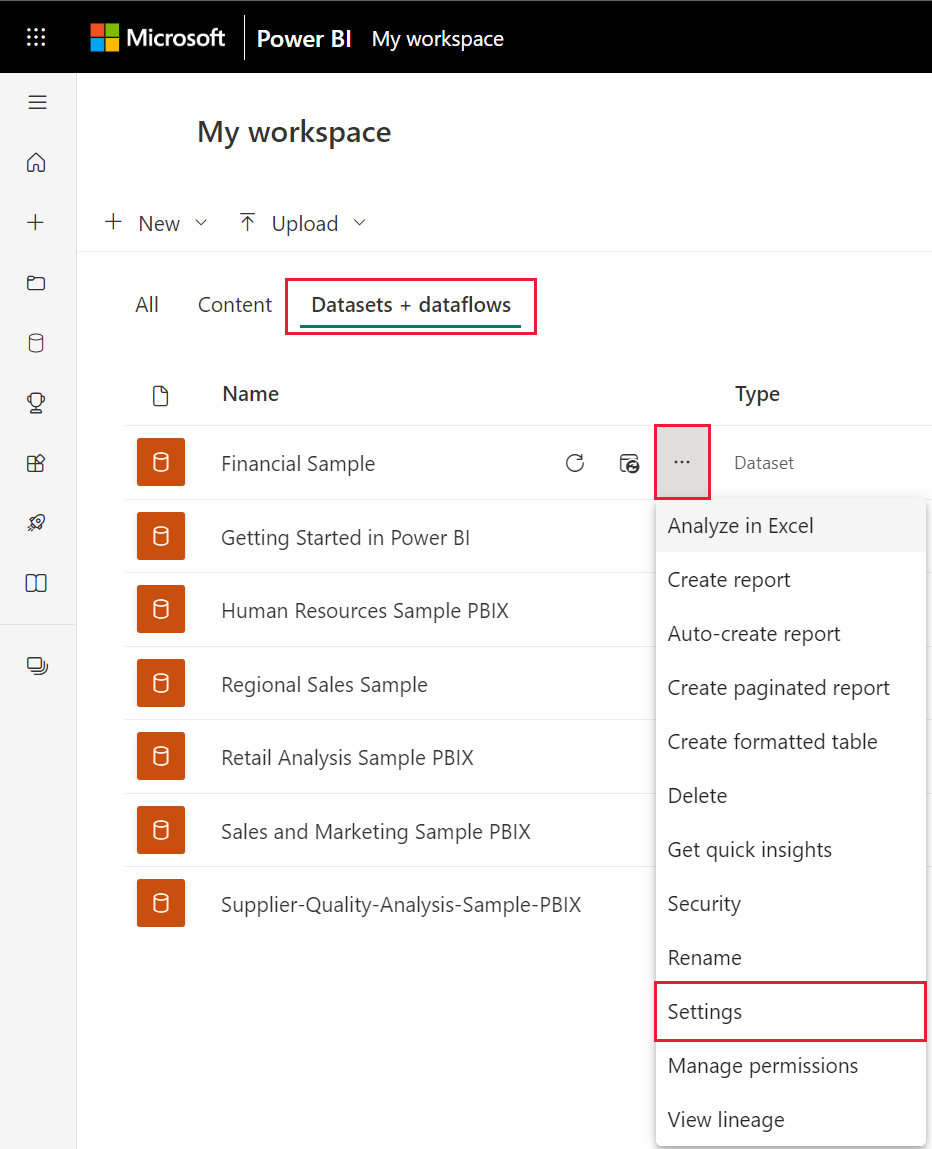 Microsoft Power BI My workspace
My workspace
New Upload
All Content Datasets + dataflows
Name Type
Financial Sample ... Dataset
Analyze in Excel
Getting Started in Power BI
Create report
Human Resources Sample PBIX
Auto-create report
Regional Sales Sample
Create paginated report
Create formatted table
Retail Analysis Sample PBIX
Delete
Sales and Marketing Sample PBIX
Get quick insights
Supplier-Quality-Analysis-Sample-PBIX
Security
Rename
Settings
Manage permissions
View lineage